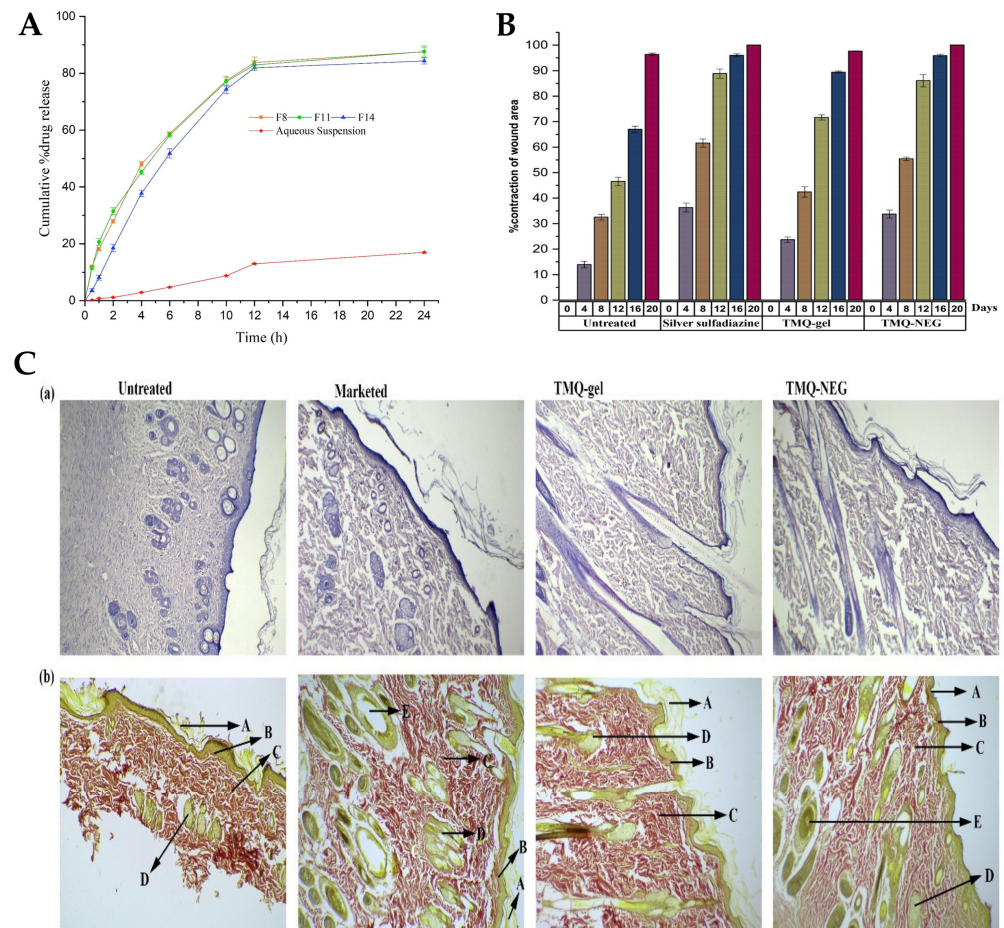 A
Cumulative %drug release
100
80
60
40
20
0
F8 F11 F14
Aqueous Suspension
0 2 4 6 8 10 12 14 16 18 20 22 24
Time (h)
B
%contraction of wound area
100
90
80
70
60
50
40
30
20
10
0
0 4 8 12 16 20 0 4 8 12 16 20 0 4 8 12 16 20 0 4 8 12 16 20 Days
Untreated Silver sulfadiazine TMQ-gel TMQ-NEG
C
(a) Untreated Marketed TMQ-gel TMQ-NEG
(b)
A
B
C
D
E
C
D
B
A
A
D
B
C
A
B
C
E
D